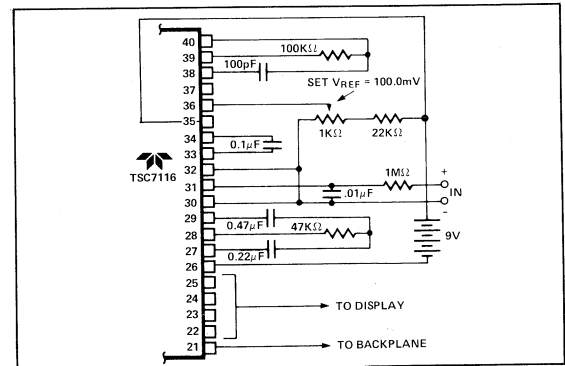 40
39
38
37
36
35
34
33
32
31
30
29
28
27
26
25
24
23
22
21
100KΩ
100pF
SET VREF = 100.0mV
1KΩ
22KΩ
0.1µF
TSC7116
1MΩ
+
IN
-
.01µF
0.47µF
47KΩ
0.22µF
9V
TO DISPLAY
TO BACKPLANE